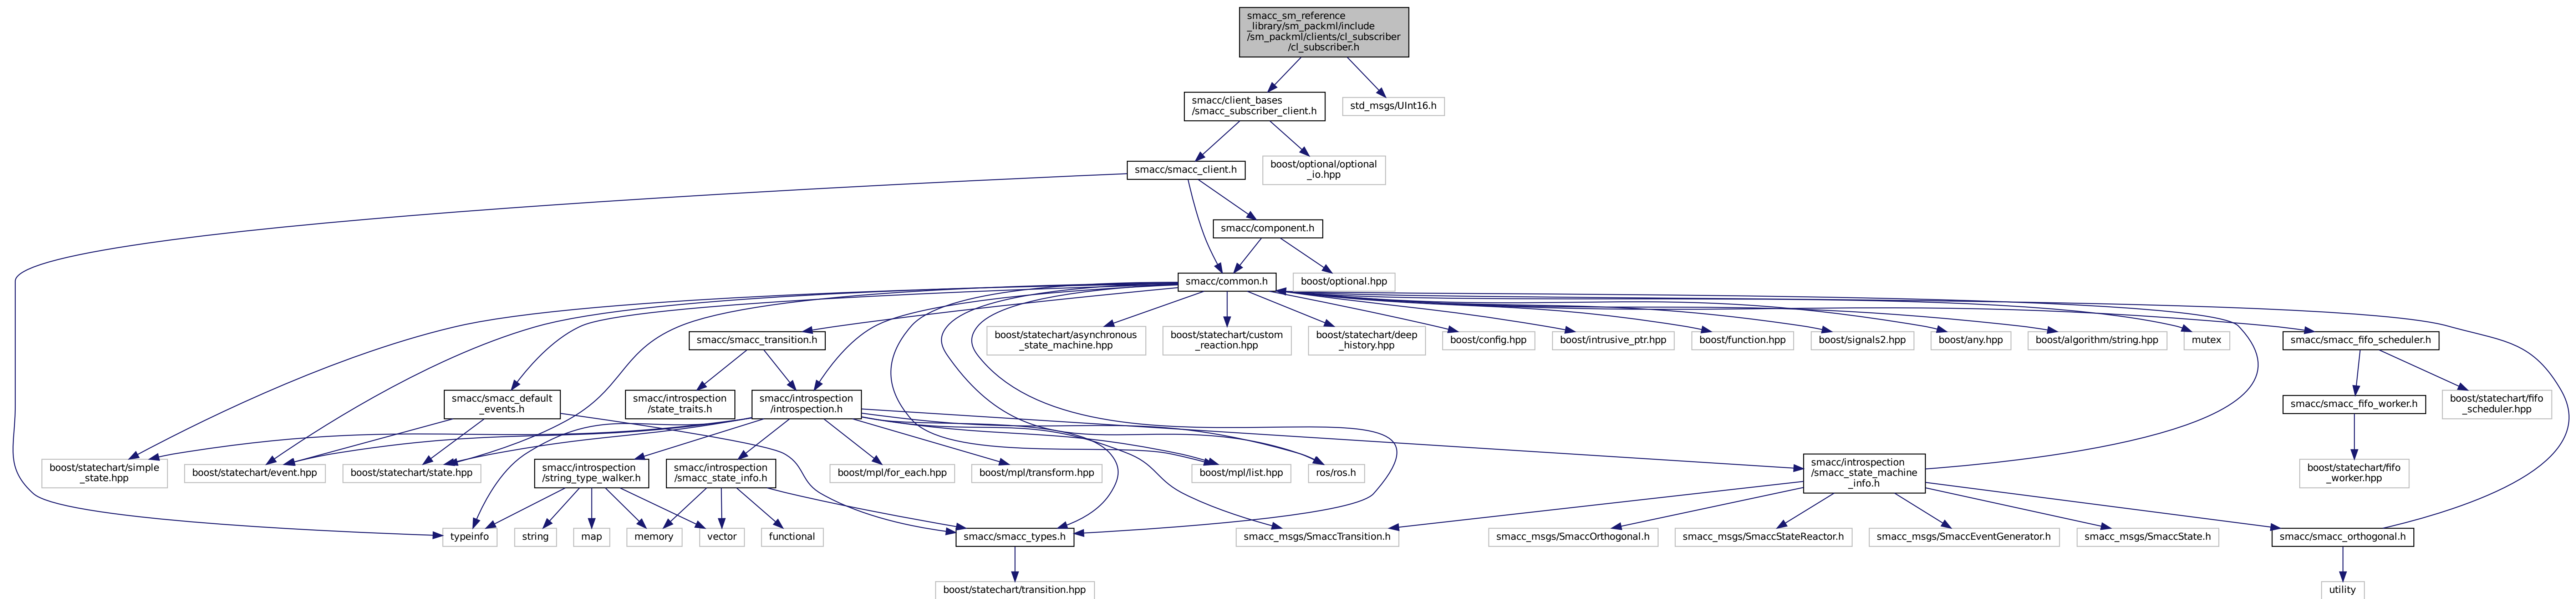 smacc_sm_reference
_library/sm_packml/include
/sm_packml/clients/cl_subscriber
/cl_subscriber.h
smacc/client_bases
/smacc_subscriber_client.h
std_msgs/UInt16.h
smacc/smacc_client.h
boost/optional/optional
_io.hpp
smacc/component.h
smacc/common.h
boost/optional.hpp
smacc/smacc_transition.h
boost/statechart/asynchronous
_state_machine.hpp
boost/statechart/custom
_reaction.hpp
boost/statechart/deep
_history.hpp
boost/config.hpp
boost/intrusive_ptr.hpp
boost/function.hpp
boost/signals2.hpp
boost/any.hpp
boost/algorithm/string.hpp
mutex
smacc/smacc_fifo_scheduler.h
smacc/smacc_default
_events.h
smacc/introspection
/state_traits.h
smacc/introspection
/introspection.h
smacc/smacc_fifo_worker.h
boost/statechart/fifo
_scheduler.hpp
boost/statechart/simple
_state.hpp
boost/statechart/event.hpp
boost/statechart/state.hpp
smacc/introspection
/string_type_walker.h
smacc/introspection
/smacc_state_info.h
boost/mpl/for_each.hpp
boost/mpl/transform.hpp
boost/mpl/list.hpp
ros/ros.h
smacc/introspection
/smacc_state_machine
_info.h
boost/statechart/fifo
_worker.hpp
typeinfo
string
map
memory
vector
functional
smacc/smacc_types.h
smacc_msgs/SmaccTransition.h
smacc_msgs/SmaccOrthogonal.h
smacc_msgs/SmaccStateReactor.h
smacc_msgs/SmaccEventGenerator.h
smacc_msgs/SmaccState.h
smacc/smacc_orthogonal.h
boost/statechart/transition.hpp
utility